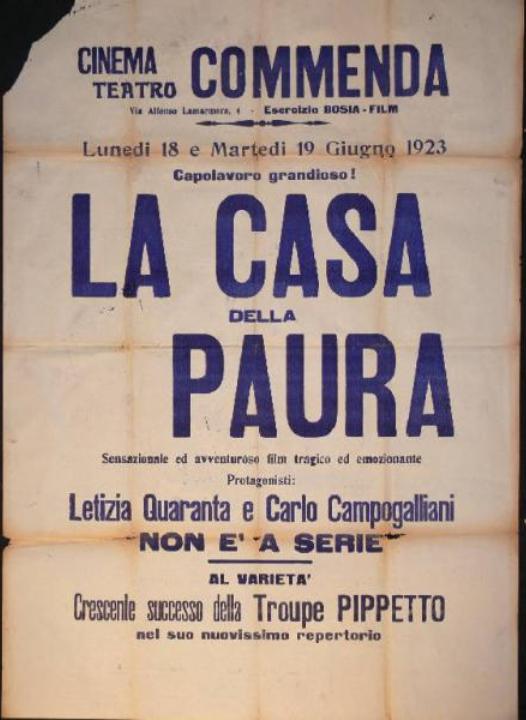 CINEMA TEATRO COMMENDA
Via Alfonso Lamarmora, 4 - Esercizio BOSIA-FILM
Lunedi 18 e Martedi 19 Giugno 1923
Capolavoro grandioso!
LA CASA
DELLA
PAURA
Sensazionale ed avventuroso film tragico ed emozionante
Protagonisti:
Letizia Quaranta e Carlo Campogalliani
NON E' A SERIE
AL VARIETA'
Crescente successo della Troupe PIPPETTO
nel suo nuovissimo repertorio